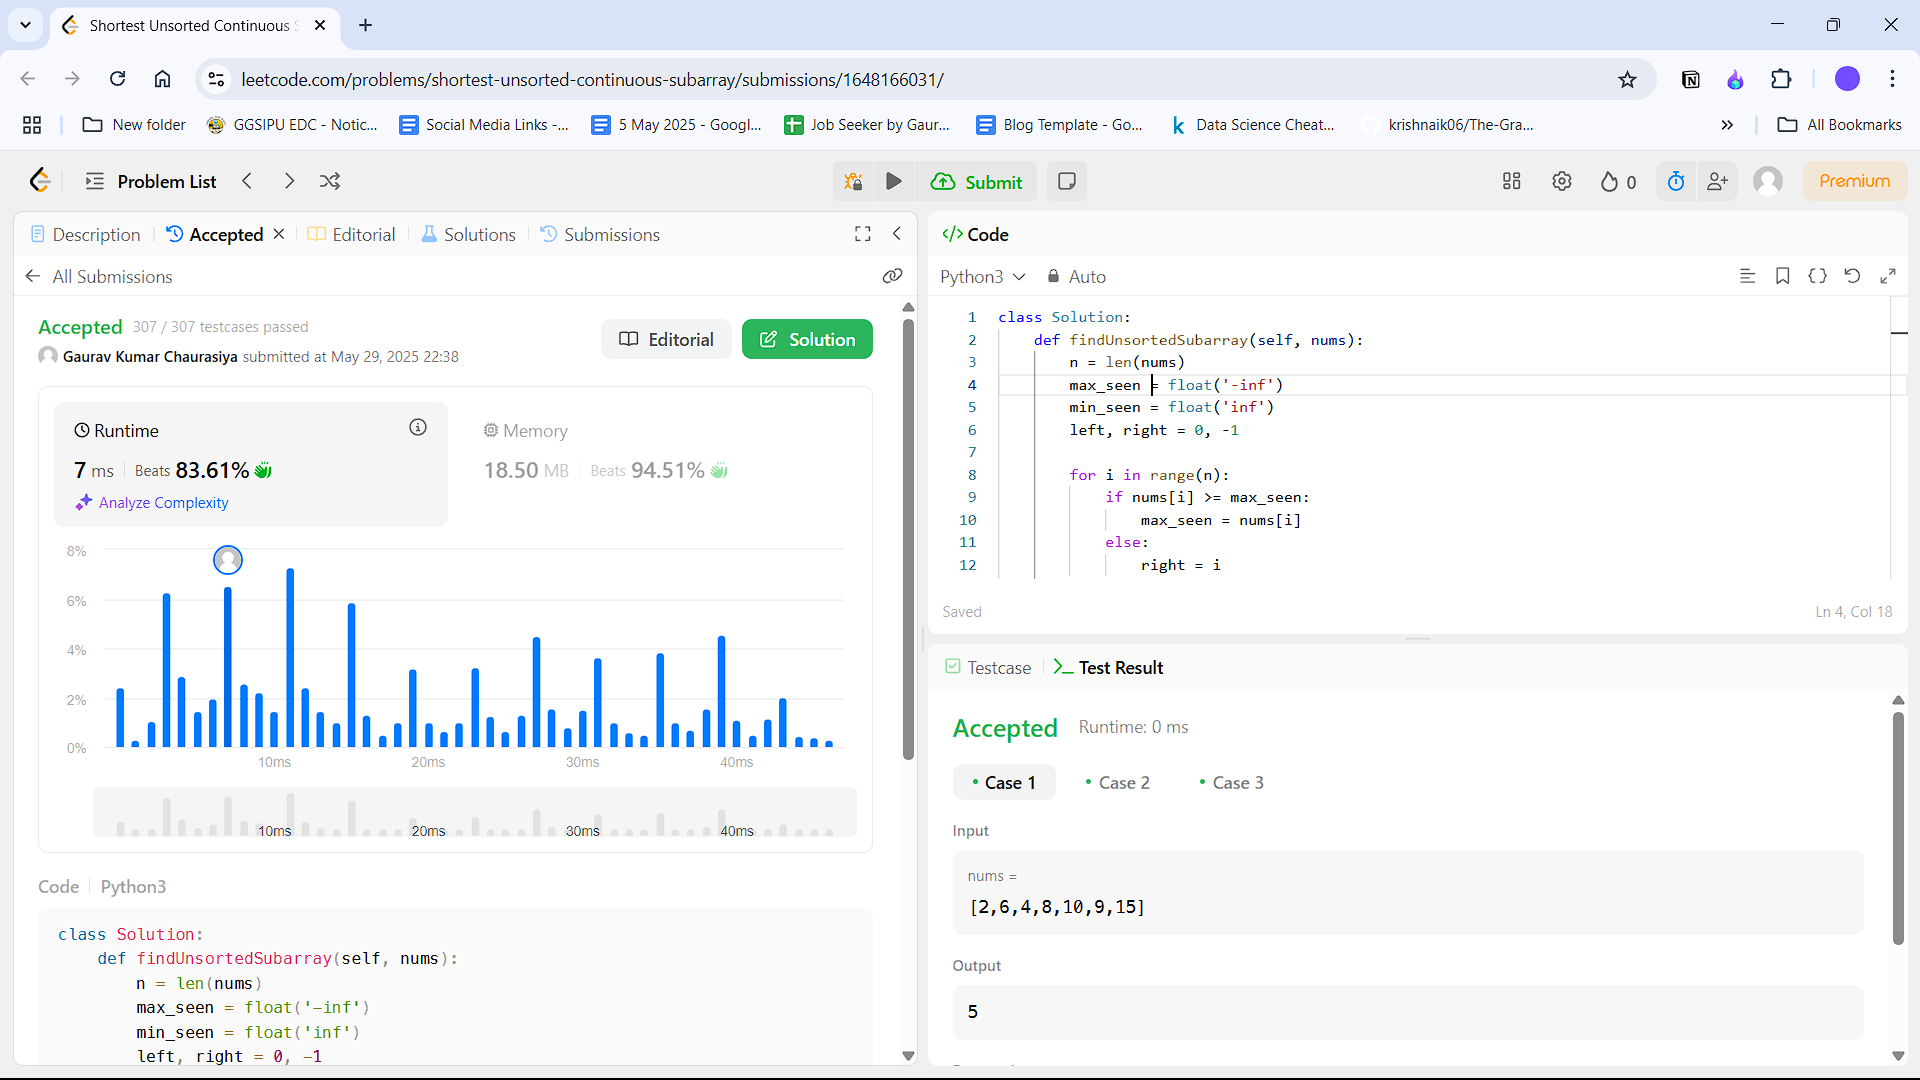 Shortest Unsorted Continuous S
leetcode.com/problems/shortest-unsorted-continuous-subarray/submissions/1648166031/
New folder
GGSIPU EDC - Notic...
Social Media Links -...
5 May 2025 - Googl...
Job Seeker by Gaur...
Blog Template - Go...
Data Science Cheat...
krishnaik06/The-Gra...
All Bookmarks
Problem List
Submit
0
Premium
Description
Accepted
Editorial
Solutions
Submissions
All Submissions
Accepted 307 / 307 testcases passed
Gaurav Kumar Chaurasiya submitted at May 29, 2025 22:38
Editorial
Solution
Runtime
7 ms Beats 83.61%
Analyze Complexity
Memory
18.50 MB Beats 94.51%
8%
6%
4%
2%
0%
10ms 20ms 30ms 40ms
10ms 20ms 30ms 40ms
Code Python3
class Solution:
def findUnsortedSubarray(self, nums):
n = len(nums)
max_seen = float('-inf')
min_seen = float('inf')
left, right = 0, -1
</> Code
Python3 Auto
1 class Solution:
2 def findUnsortedSubarray(self, nums):
3 n = len(nums)
4 max_seen = float('-inf')
5 min_seen = float('inf')
6 left, right = 0, -1
7
8 for i in range(n):
9 if nums[i] >= max_seen:
10 max_seen = nums[i]
11 else:
12 right = i
Saved
Ln 4, Col 18
Testcase
Test Result
Accepted Runtime: 0 ms
Case 1
Case 2
Case 3
Input
nums =
[2,6,4,8,10,9,15]
Output
5